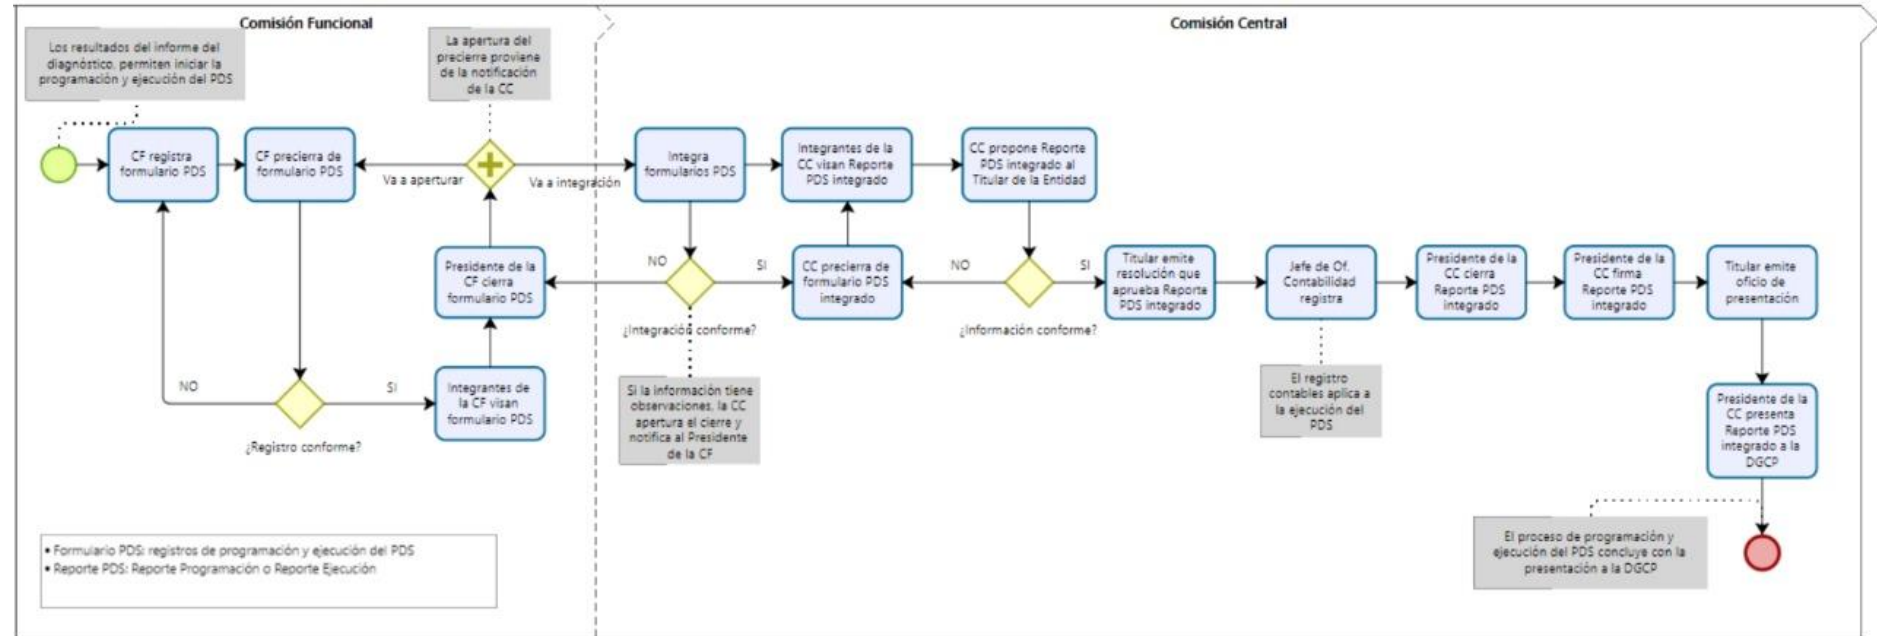 Comisión Funcional
Comisión Central
Los resultados del informe del
diagnóstico, permiten iniciar la
programación y ejecución del PDS
La apertura del
precierre proviene
de la notificación
de la CC
CF registra
formulario PDS
CF precierra de
formulario PDS
Va a aperturar
Va a integración
Integra
formularios PDS
Integrantes de la
CC visan Reporte
PDS integrado
CC propone Reporte
PDS integrado al
Titular de la Entidad
Presidente de la
CF cierra
formulario PDS
NO
SI
¿Integración conforme?
CC precierra de
formulario PDS
integrado
NO
SI
¿Información conforme?
Titular emite
resolución que
aprueba Reporte
PDS integrado
Jefe de Of.
Contabilidad
registra
Presidente de la
CC cierra
Reporte PDS
integrado
Presidente de la
CC firma
Reporte PDS
integrado
Titular emite
oficio de
presentación
NO
SI
¿Registro conforme?
Integrantes de
la CF visan
formulario PDS
Si la información tiene
observaciones, la CC
apertura el cierre y
notifica al Presidente
de la CF
El registro
contables aplica a
la ejecución del
PDS
Presidente de la
CC presenta
Reporte PDS
integrado a la
DGCP
El proceso de programación y
ejecución del PDS concluye con la
presentación a la DGCP
• Formulario PDS: registros de programación y ejecución del PDS
• Reporte PDS: Reporte Programación o Reporte Ejecución